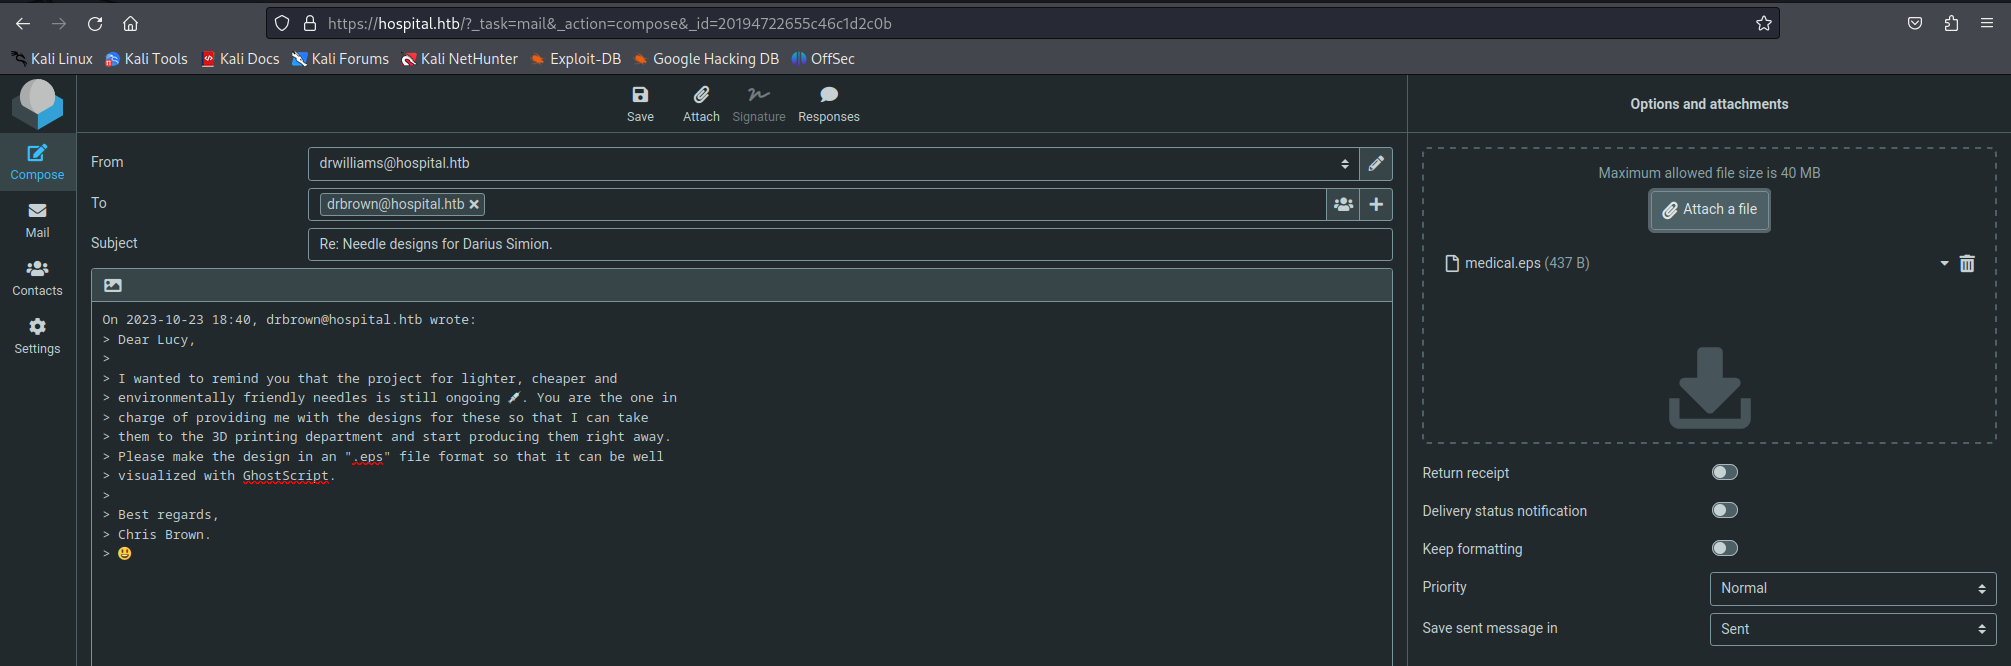 https://hospital.htb/?_task=mail&_action=compose&_id=20194722655c46c1d2c0b
Kali Linux Kali Tools Kali Docs Kali Forums Kali NetHunter Exploit-DB Google Hacking DB OffSec
Save Attach Signature Responses
Options and attachments
Compose
Mail
Contacts
Settings
From drwilliams@hospital.htb
To drbrown@hospital.htb
Subject Re: Needle designs for Darius Simion.
On 2023-10-23 18:40, drbrown@hospital.htb wrote:
> Dear Lucy,
>
> I wanted to remind you that the project for lighter, cheaper and
> environmentally friendly needles is still ongoing 💉. You are the one in
> charge of providing me with the designs for these so that I can take
> them to the 3D printing department and start producing them right away.
> Please make the design in an ".eps" file format so that it can be well
> visualized with GhostScript.
>
> Best regards,
> Chris Brown.
> 😃
Maximum allowed file size is 40 MB
Attach a file
medical.eps (437 B)
Return receipt
Delivery status notification
Keep formatting
Priority Normal
Save sent message in Sent